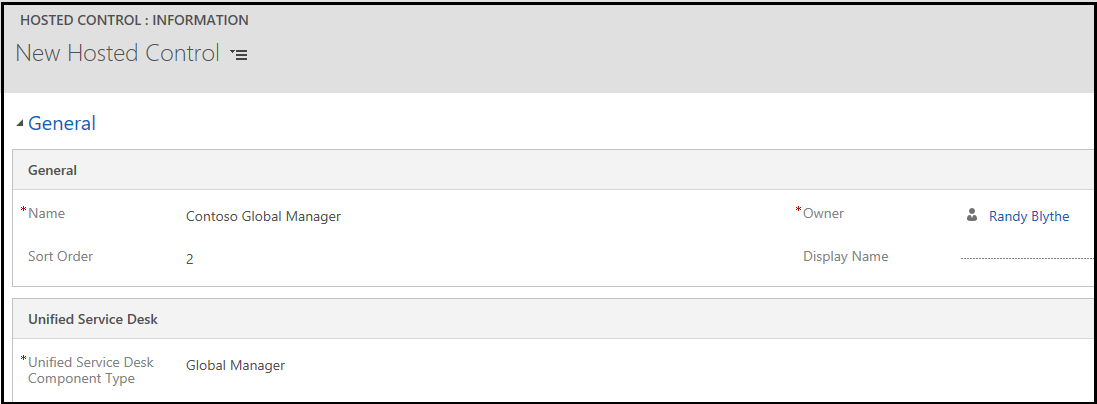 HOSTED CONTROL : INFORMATION
New Hosted Control
General
General
*Name Contoso Global Manager *Owner Randy Blythe
Sort Order 2 Display Name
Unified Service Desk
*Unified Service Desk Global Manager
Component Type